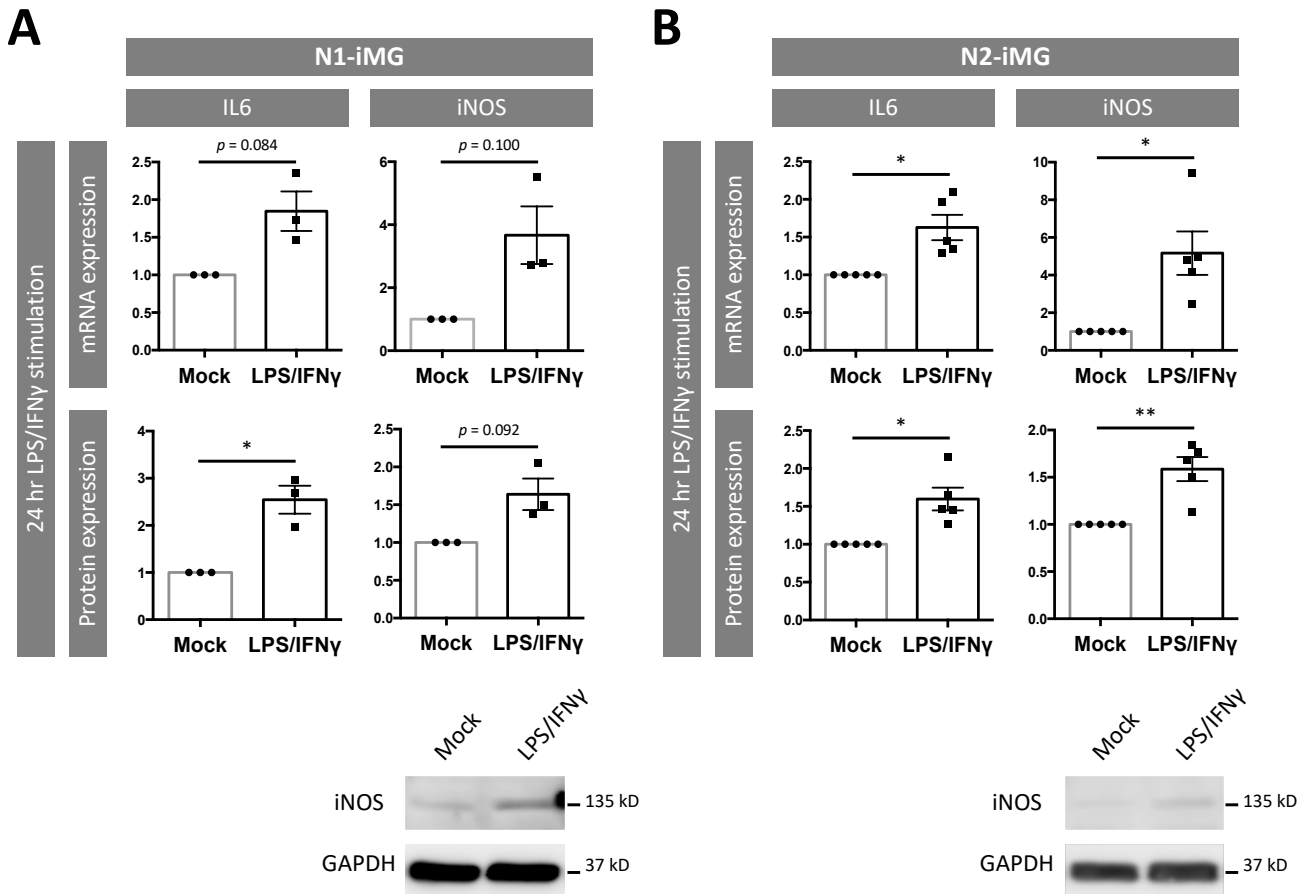 A
N1-iMG
IL6
iNOS
24 hr LPS/IFNγ stimulation
mRNA expression
p = 0.084
2.5
2.0
1.5
1.0
0.5
0.0
Mock LPS/IFNγ
p = 0.100
6
4
2
0
Mock LPS/IFNγ
Protein expression
*
4
3
2
1
0
Mock LPS/IFNγ
p = 0.092
2.5
2.0
1.5
1.0
0.5
0.0
Mock LPS/IFNγ
Mock LPS/IFNγ
iNOS 135 kD
GAPDH 37 kD
B
N2-iMG
IL6
iNOS
24 hr LPS/IFNγ stimulation
mRNA expression
*
2.5
2.0
1.5
1.0
0.5
0.0
Mock LPS/IFNγ
*
10
8
6
4
2
0
Mock LPS/IFNγ
Protein expression
*
2.5
2.0
1.5
1.0
0.5
0.0
Mock LPS/IFNγ
**
2.0
1.5
1.0
0.5
0.0
Mock LPS/IFNγ
Mock LPS/IFNγ
iNOS 135 kD
GAPDH 37 kD